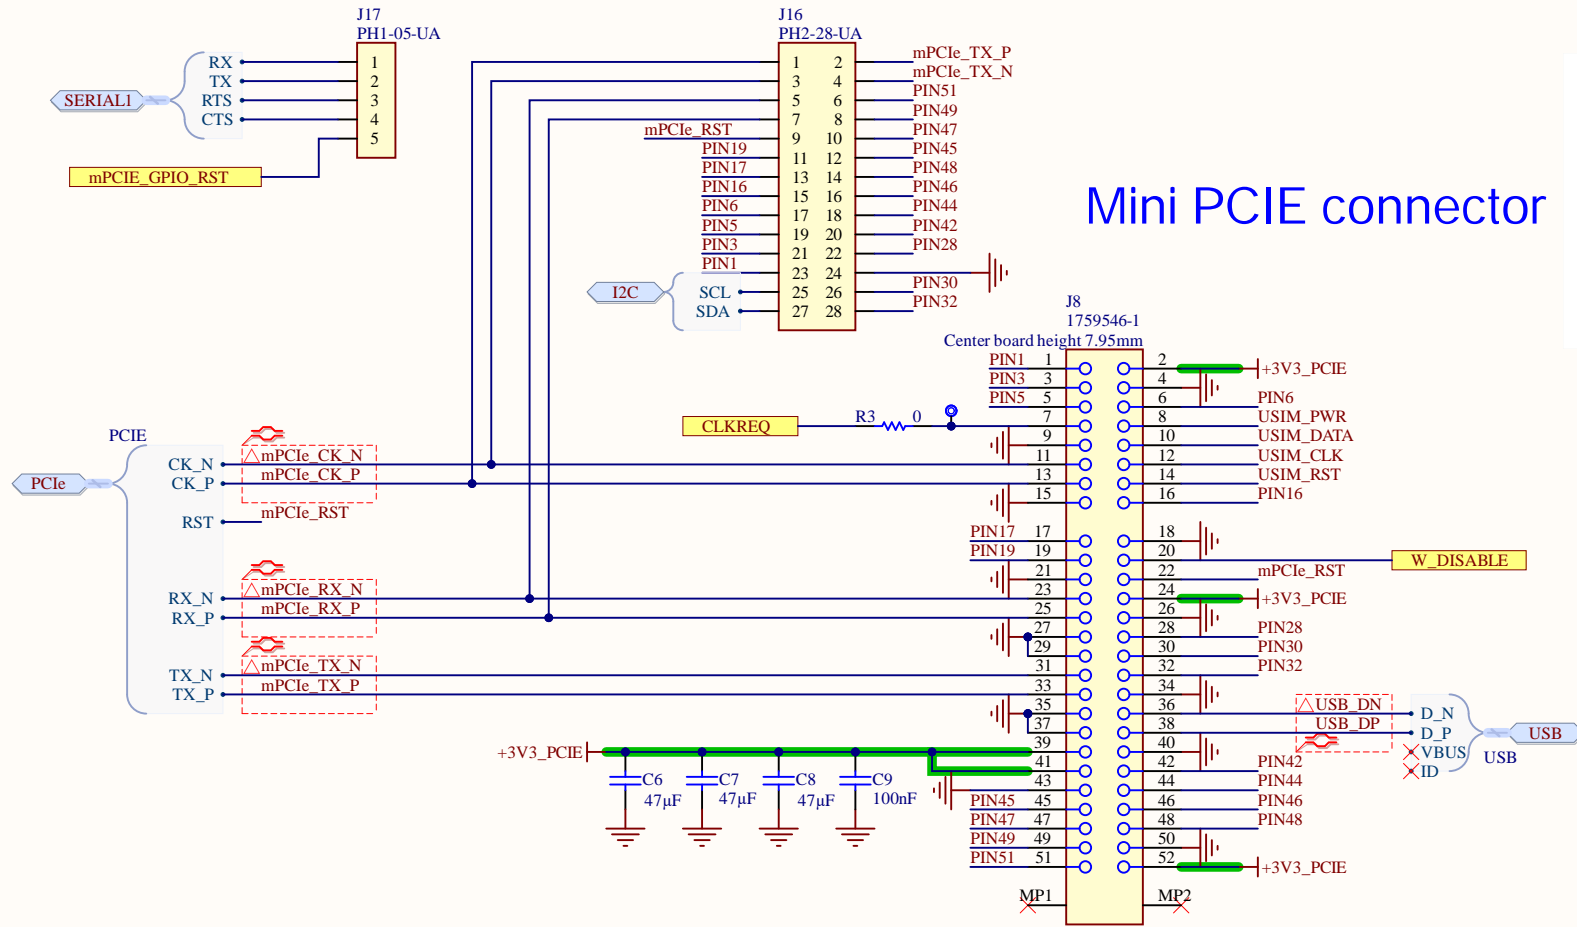 J17
PH1-05-UA
RX 1
TX 2
SERIAL1
RTS 3
CTS 4
5
mPCIE_GPIO_RST
J16
PH2-28-UA
1 2 mPCIe_TX_P
3 4 mPCIe_TX_N
5 6 PIN51
7 8 PIN49
mPCIe_RST 9 10 PIN47
PIN19 11 12 PIN45
PIN17 13 14 PIN48
PIN16 15 16 PIN46
PIN6 17 18 PIN44
PIN5 19 20 PIN42
PIN3 21 22 PIN28
PIN1 23 24
I2C SCL 25 26 PIN30
SDA 27 28 PIN32
Mini PCIE connector
J8
1759546-1
Center board height 7.95mm
PIN1 1 2 +3V3_PCIE
PIN3 3 4
PIN5 5 6 PIN6
CLKREQ R3 0 7 8 USIM_PWR
9 10 USIM_DATA
11 12 USIM_CLK
13 14 USIM_RST
15 16 PIN16
PIN17 17 18
PIN19 19 20 W_DISABLE
21 22 mPCIe_RST
23 24 +3V3_PCIE
25 26
27 28 PIN28
29 30 PIN30
31 32 PIN32
33 34
35 36 USB_DN D_N
37 38 USB_DP D_P
39 40 VBUS
41 42 PIN42 ID
43 44 PIN44
PIN45 45 46 PIN46
PIN47 47 48 PIN48
PIN49 49 50
PIN51 51 52 +3V3_PCIE
MP1 MP2
USB
USB
PCIE
PCIe
CK_N mPCIe_CK_N
CK_P mPCIe_CK_P
RST mPCIe_RST
RX_N mPCIe_RX_N
RX_P mPCIe_RX_P
TX_N mPCIe_TX_N
TX_P mPCIe_TX_P
+3V3_PCIE
C6 C7 C8 C9
47µF 47µF 47µF 100nF